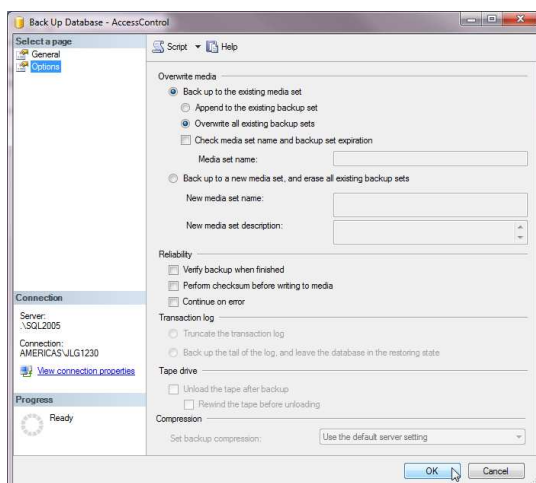 Back Up Database - AccessControl
Select a page
General
Options
Script Help
Overwrite media
Back up to the existing media set
Append to the existing backup set
Overwrite all existing backup sets
Check media set name and backup set expiration
Media set name:
Back up to a new media set, and erase all existing backup sets
New media set name:
New media set description:
Reliability
Verify backup when finished
Perform checksum before writing to media
Continue on error
Transaction log
Truncate the transaction log
Back up the tail of the log, and leave the database in the restoring state
Tape drive
Unload the tape after backup
Rewind the tape before unloading
Compression
Set backup compression: Use the default server setting
Connection
Server:
.\SQL2005
Connection:
AMERICAS\JLG1230
View connection properties
Progress
Ready
OK Cancel